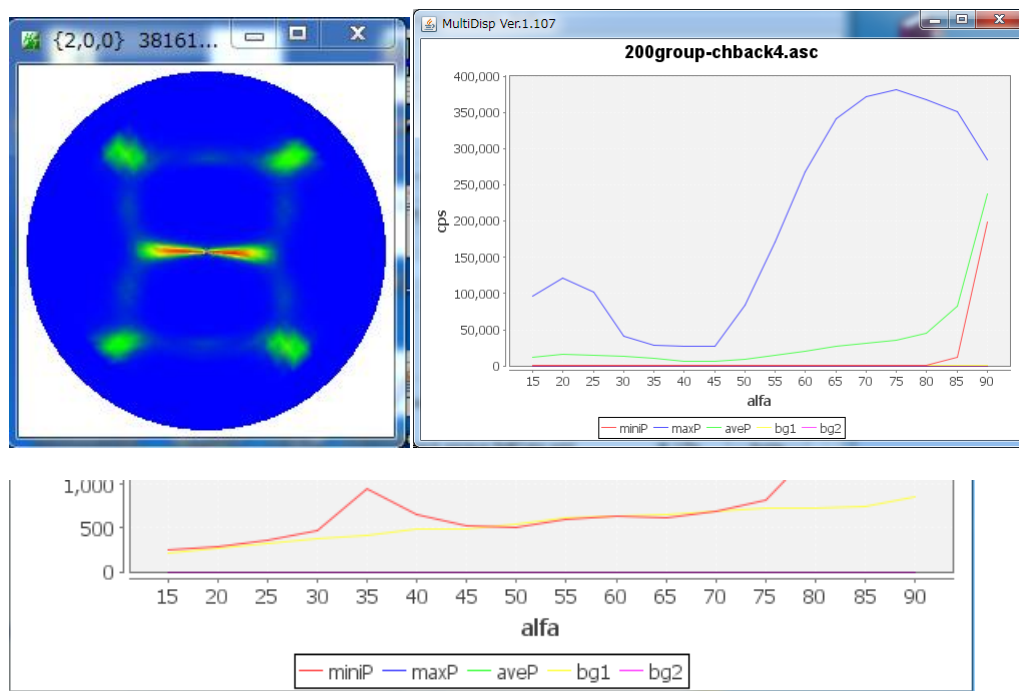 {2,0,0} 38161...
MultiDisp Ver.1.107
200group-chback4.asc
400,000
350,000
300,000
250,000
200,000
150,000
100,000
50,000
0
cps
15 20 25 30 35 40 45 50 55 60 65 70 75 80 85 90
alfa
miniP maxP aveP bg1 bg2
1,000
500
0
15 20 25 30 35 40 45 50 55 60 65 70 75 80 85 90
alfa
miniP maxP aveP bg1 bg2